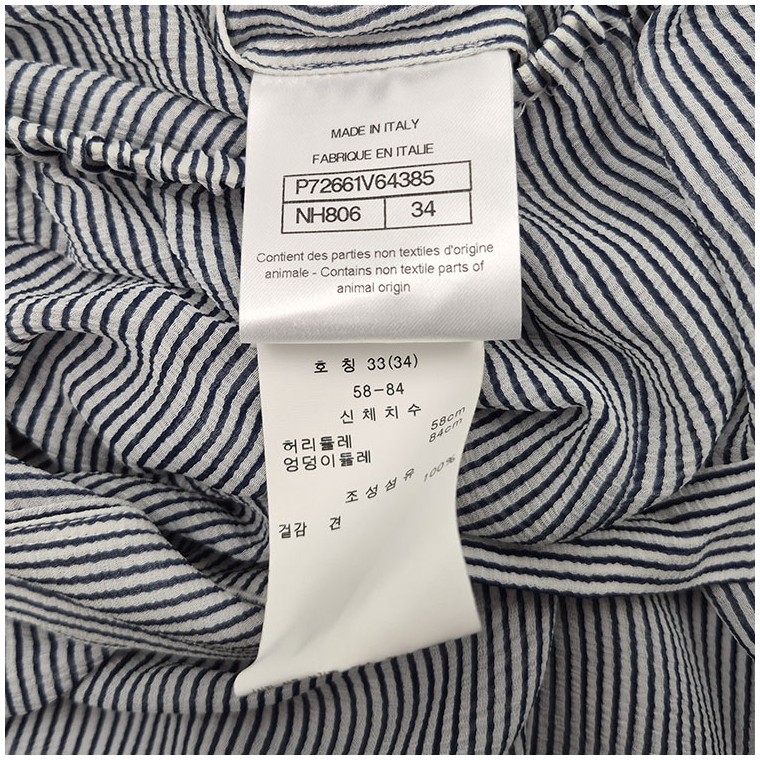 MADE IN ITALY
FABRIQUE EN ITALIE
P72661V64385
NH806 34
Contient des parties non textiles d'origine
animale - Contains non textile parts of
animal origin
호 칭 33(34)
58-84
신 체 치 수
허리둘레 58cm
엉덩이둘레 84cm
조 성 섬 유 100%
겉감 견